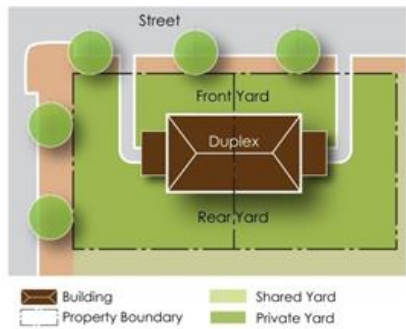 Street
Front Yard
Duplex
Rear Yard
Building
Shared Yard
Property Boundary
Private Yard